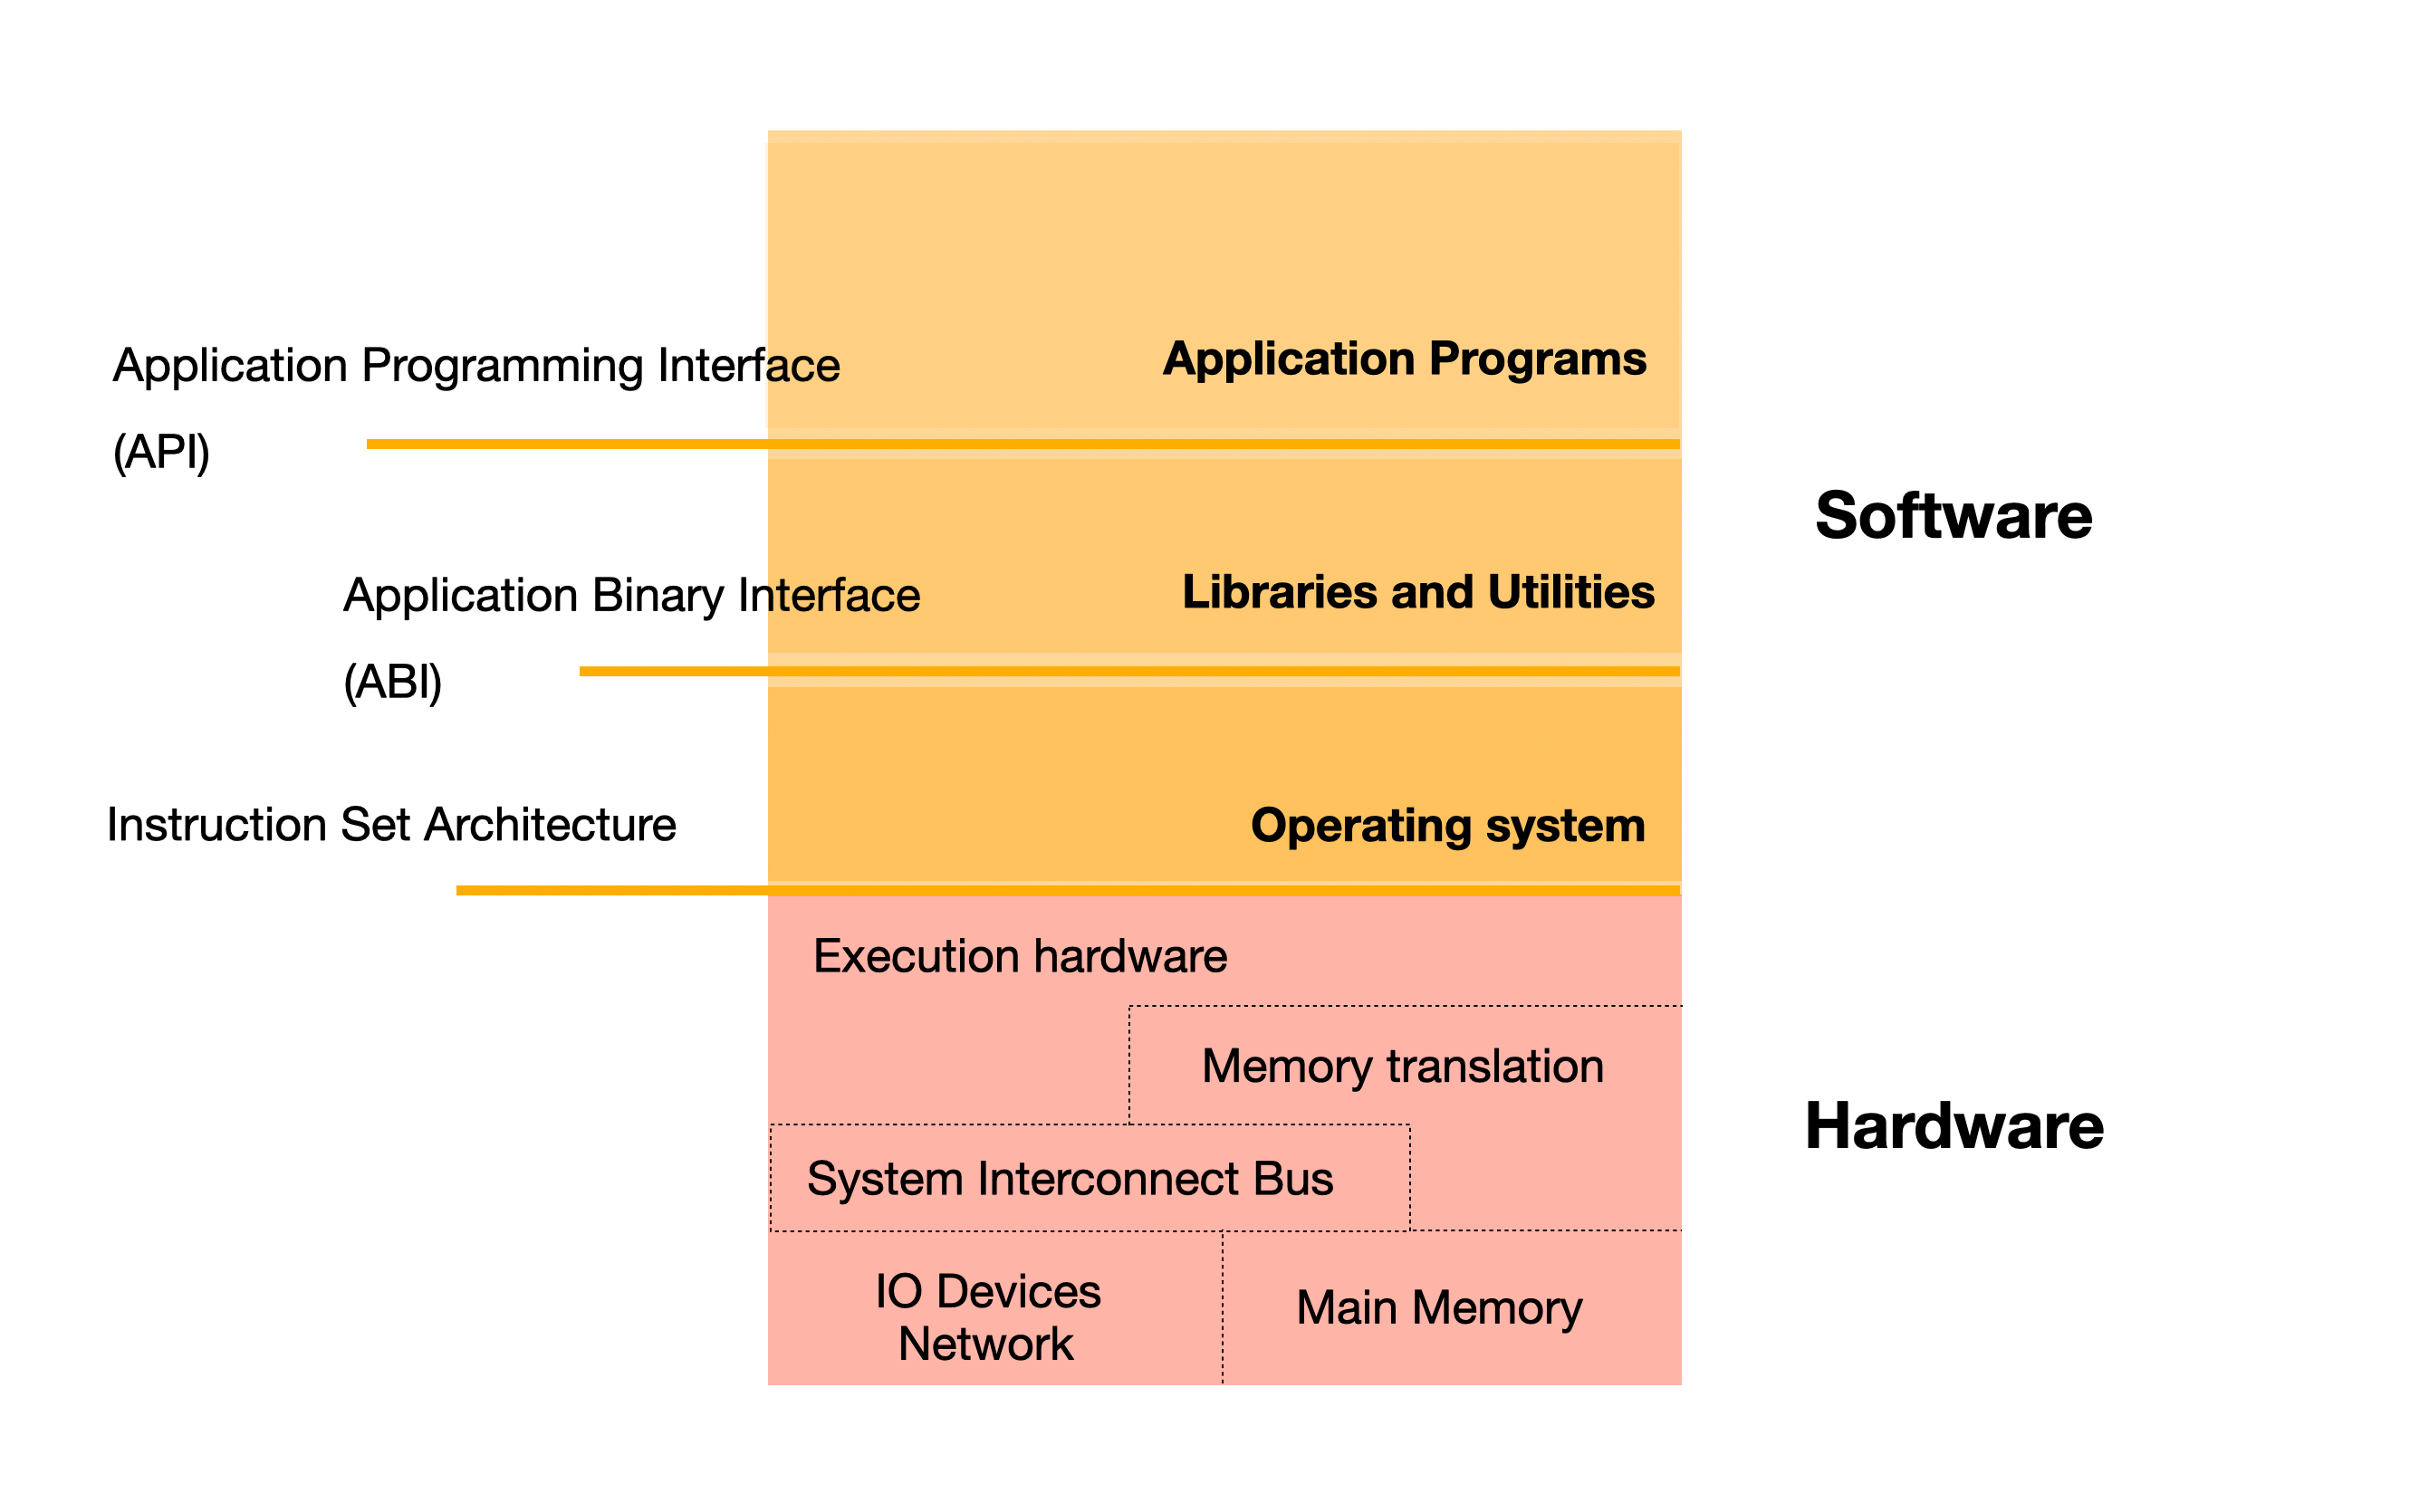 Application Programming Interface
(API)
Application Programs
Software
Application Binary Interface
(ABI)
Libraries and Utilities
Instruction Set Architecture
Operating system
Execution hardware
Memory translation
Hardware
System Interconnect Bus
IO Devices
Network
Main Memory